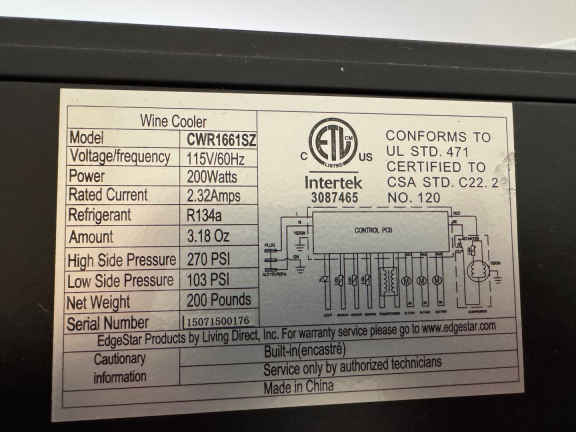 Wine Cooler
Model CWR1661SZ
Voltage/frequency 115V/60Hz
Power 200Watts
Rated Current 2.32Amps
Refrigerant R134a
Amount 3.18 Oz
High Side Pressure 270 PSI
Low Side Pressure 103 PSI
Net Weight 200 Pounds
Serial Number 15071500176
ETL CM
LISTED
C US
Intertek
3087465
CONFORMS TO
UL STD. 471
CERTIFIED TO
CSA STD. C22.2
NO. 120
CONTROL PCB
PLUG
EdgeStar Products by Living Direct, Inc. For warranty service please go to www.edgestar.com
Cautionary information
Built-in(encastré)
Service only by authorized technicians
Made in China